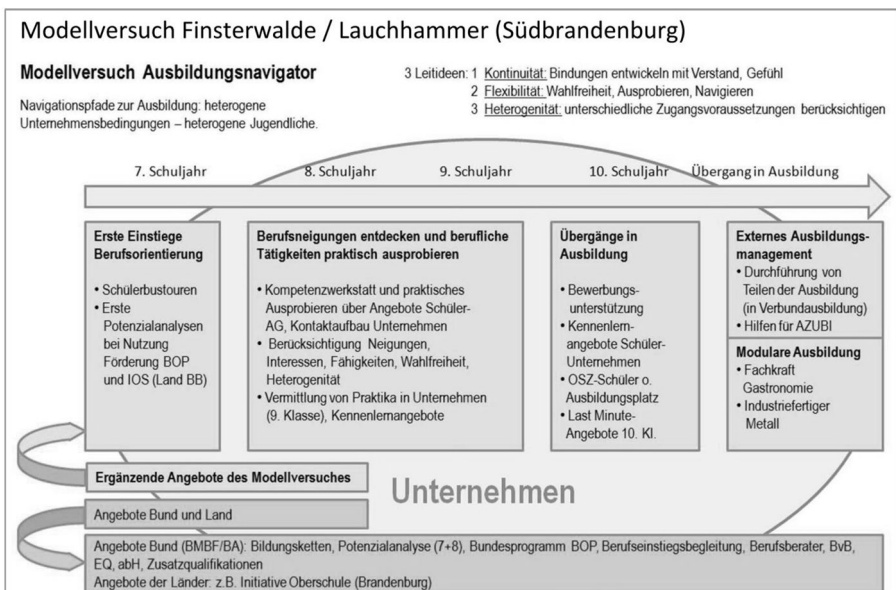 Modellversuch Finsterwalde / Lauchhammer (Südbrandenburg)
Modellversuch Ausbildungsnavigator
Navigationspfade zur Ausbildung: heterogene
Unternehmensbedingungen – heterogene Jugendliche.
3 Leitideen: 1 Kontinuität: Bindungen entwickeln mit Verstand, Gefühl
2 Flexibilität: Wahlfreiheit, Ausprobieren, Navigieren
3 Heterogenität: unterschiedliche Zugangsvoraussetzungen berücksichtigen
7. Schuljahr
8. Schuljahr
9. Schuljahr
10. Schuljahr
Übergang in Ausbildung
Erste Einstiege
Berufsorientierung
• Schülerbustouren
• Erste
Potenzialanalysen
bei Nutzung
Förderung BOP
und IOS (Land BB)
Berufsneigungen entdecken und berufliche
Tätigkeiten praktisch ausprobieren
• Kompetenzwerkstatt und praktisches
Ausprobieren über Angebote Schüler-
AG, Kontaktaufbau Unternehmen
• Berücksichtigung Neigungen,
Interessen, Fähigkeiten, Wahlfreiheit,
Heterogenität
• Vermittlung von Praktika in Unternehmen
(9. Klasse), Kennenlernangebote
Übergänge in
Ausbildung
• Bewerbungs-
unterstützung
• Kennenlern-
angebote Schüler-
Unternehmen
• OSZ-Schüler o.
Ausbildungsplatz
• Last Minute-
Angebote 10. Kl.
Externes Ausbildungs-
management
• Durchführung von
Teilen der Ausbildung
(in Verbundausbildung)
• Hilfen für AZUBI
Modulare Ausbildung
• Fachkraft
Gastronomie
• Industriefertiger
Metall
Ergänzende Angebote des Modellversuches
Unternehmen
Angebote Bund und Land
Angebote Bund (BMBF/BA): Bildungsketten, Potenzialanalyse (7+8), Bundesprogramm BOP, Berufseinstiegsbegleitung, Berufsberater, BvB,
EQ, abH, Zusatzqualifikationen
Angebote der Länder: z.B. Initiative Oberschule (Brandenburg)